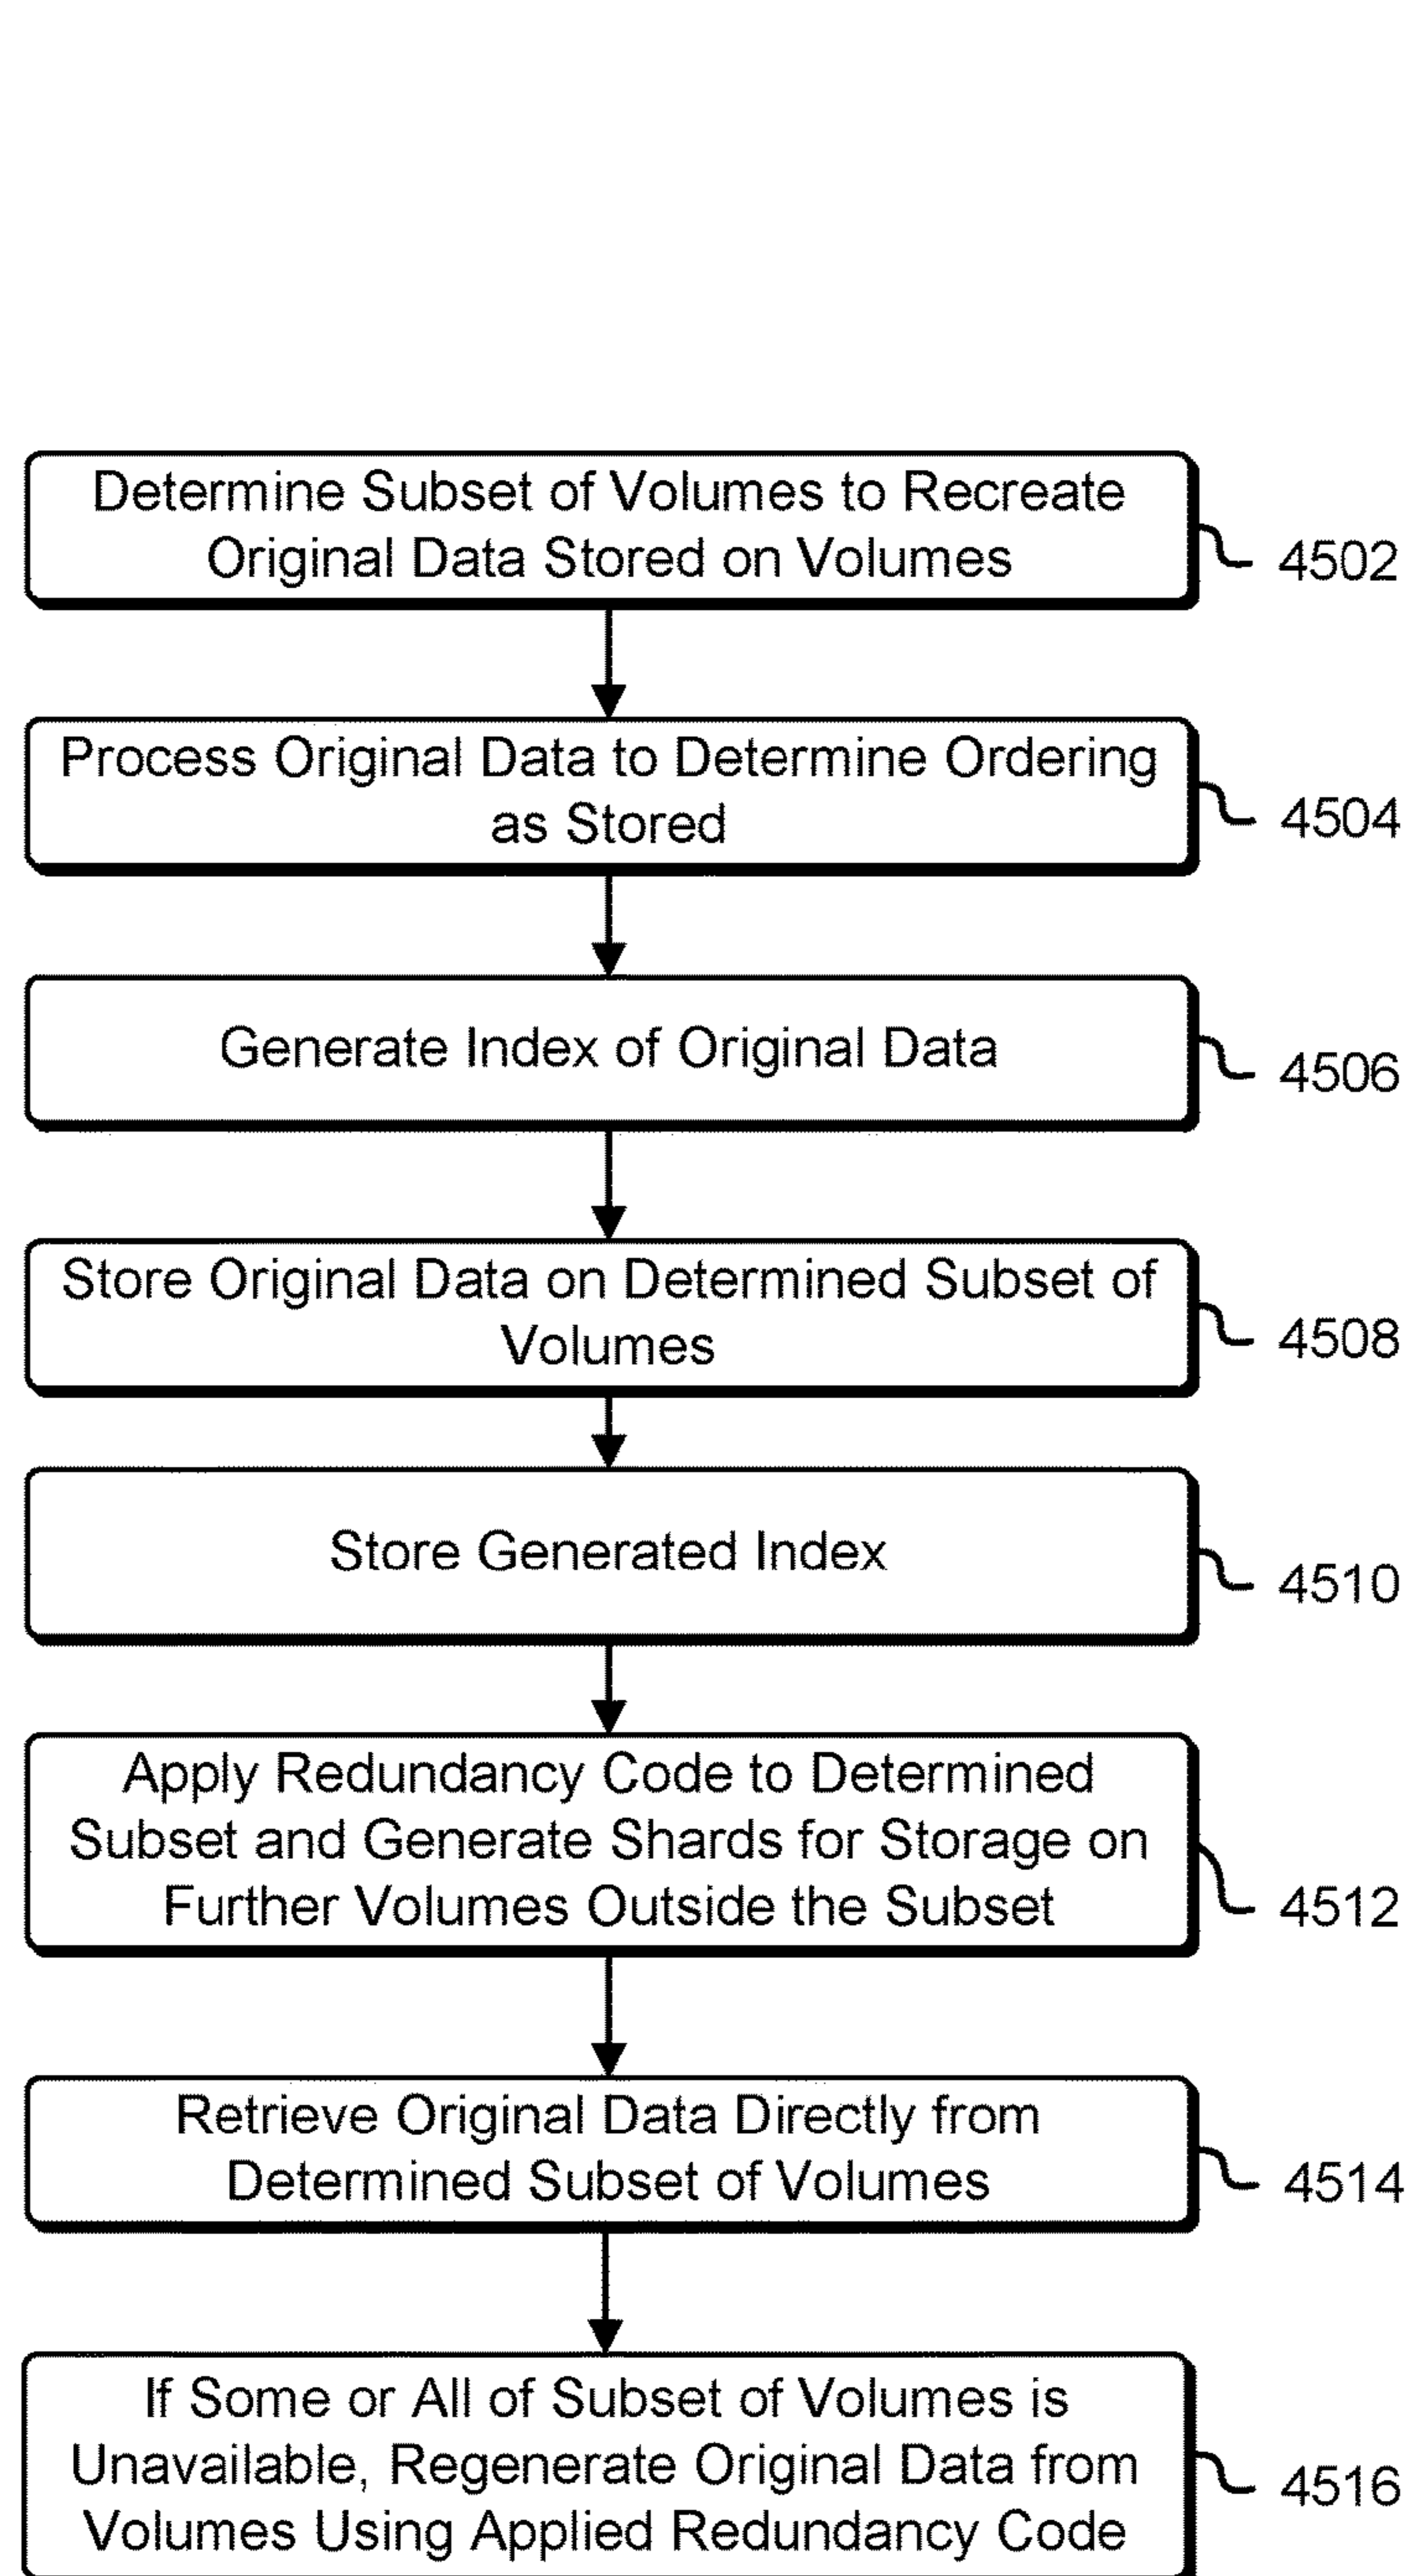 Determine Subset of Volumes to Recreate
Original Data Stored on Volumes
4502
Process Original Data to Determine Ordering
as Stored
4504
Generate Index of Original Data
4506
Store Original Data on Determined Subset of
Volumes
4508
Store Generated Index
4510
Apply Redundancy Code to Determined
Subset and Generate Shards for Storage on
Further Volumes Outside the Subset
4512
Retrieve Original Data Directly from
Determined Subset of Volumes
4514
If Some or All of Subset of Volumes is
Unavailable, Regenerate Original Data from
Volumes Using Applied Redundancy Code
4516